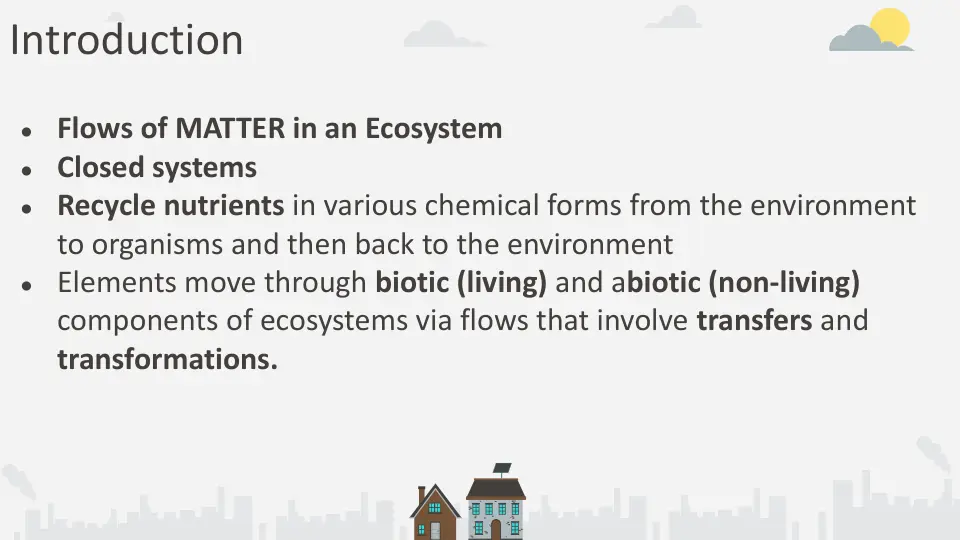 Introduction
● Flows of MATTER in an Ecosystem
● Closed systems
● Recycle nutrients in various chemical forms from the environment
to organisms and then back to the environment
● Elements move through biotic (living) and abiotic (non-living)
components of ecosystems via flows that involve transfers and
transformations.